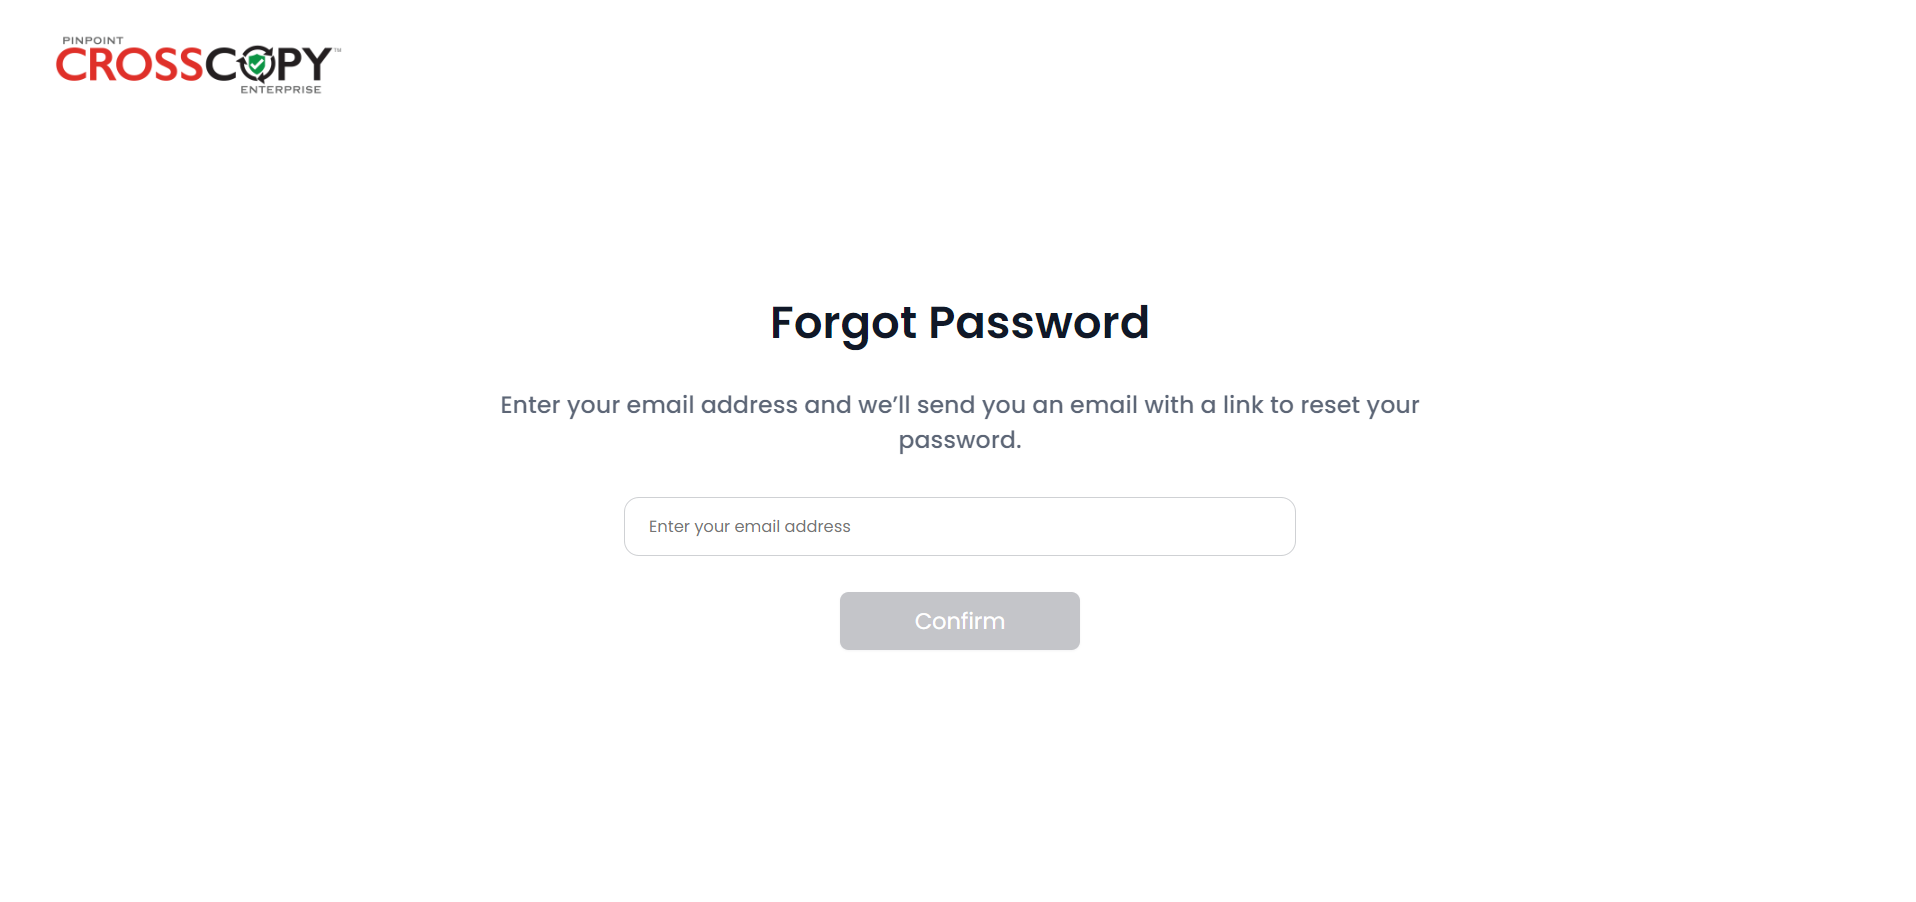 PINPOINT
CROSSCOPY™
ENTERPRISE
Forgot Password
Enter your email address and we’ll send you an email with a link to reset your
password.
Enter your email address
Confirm